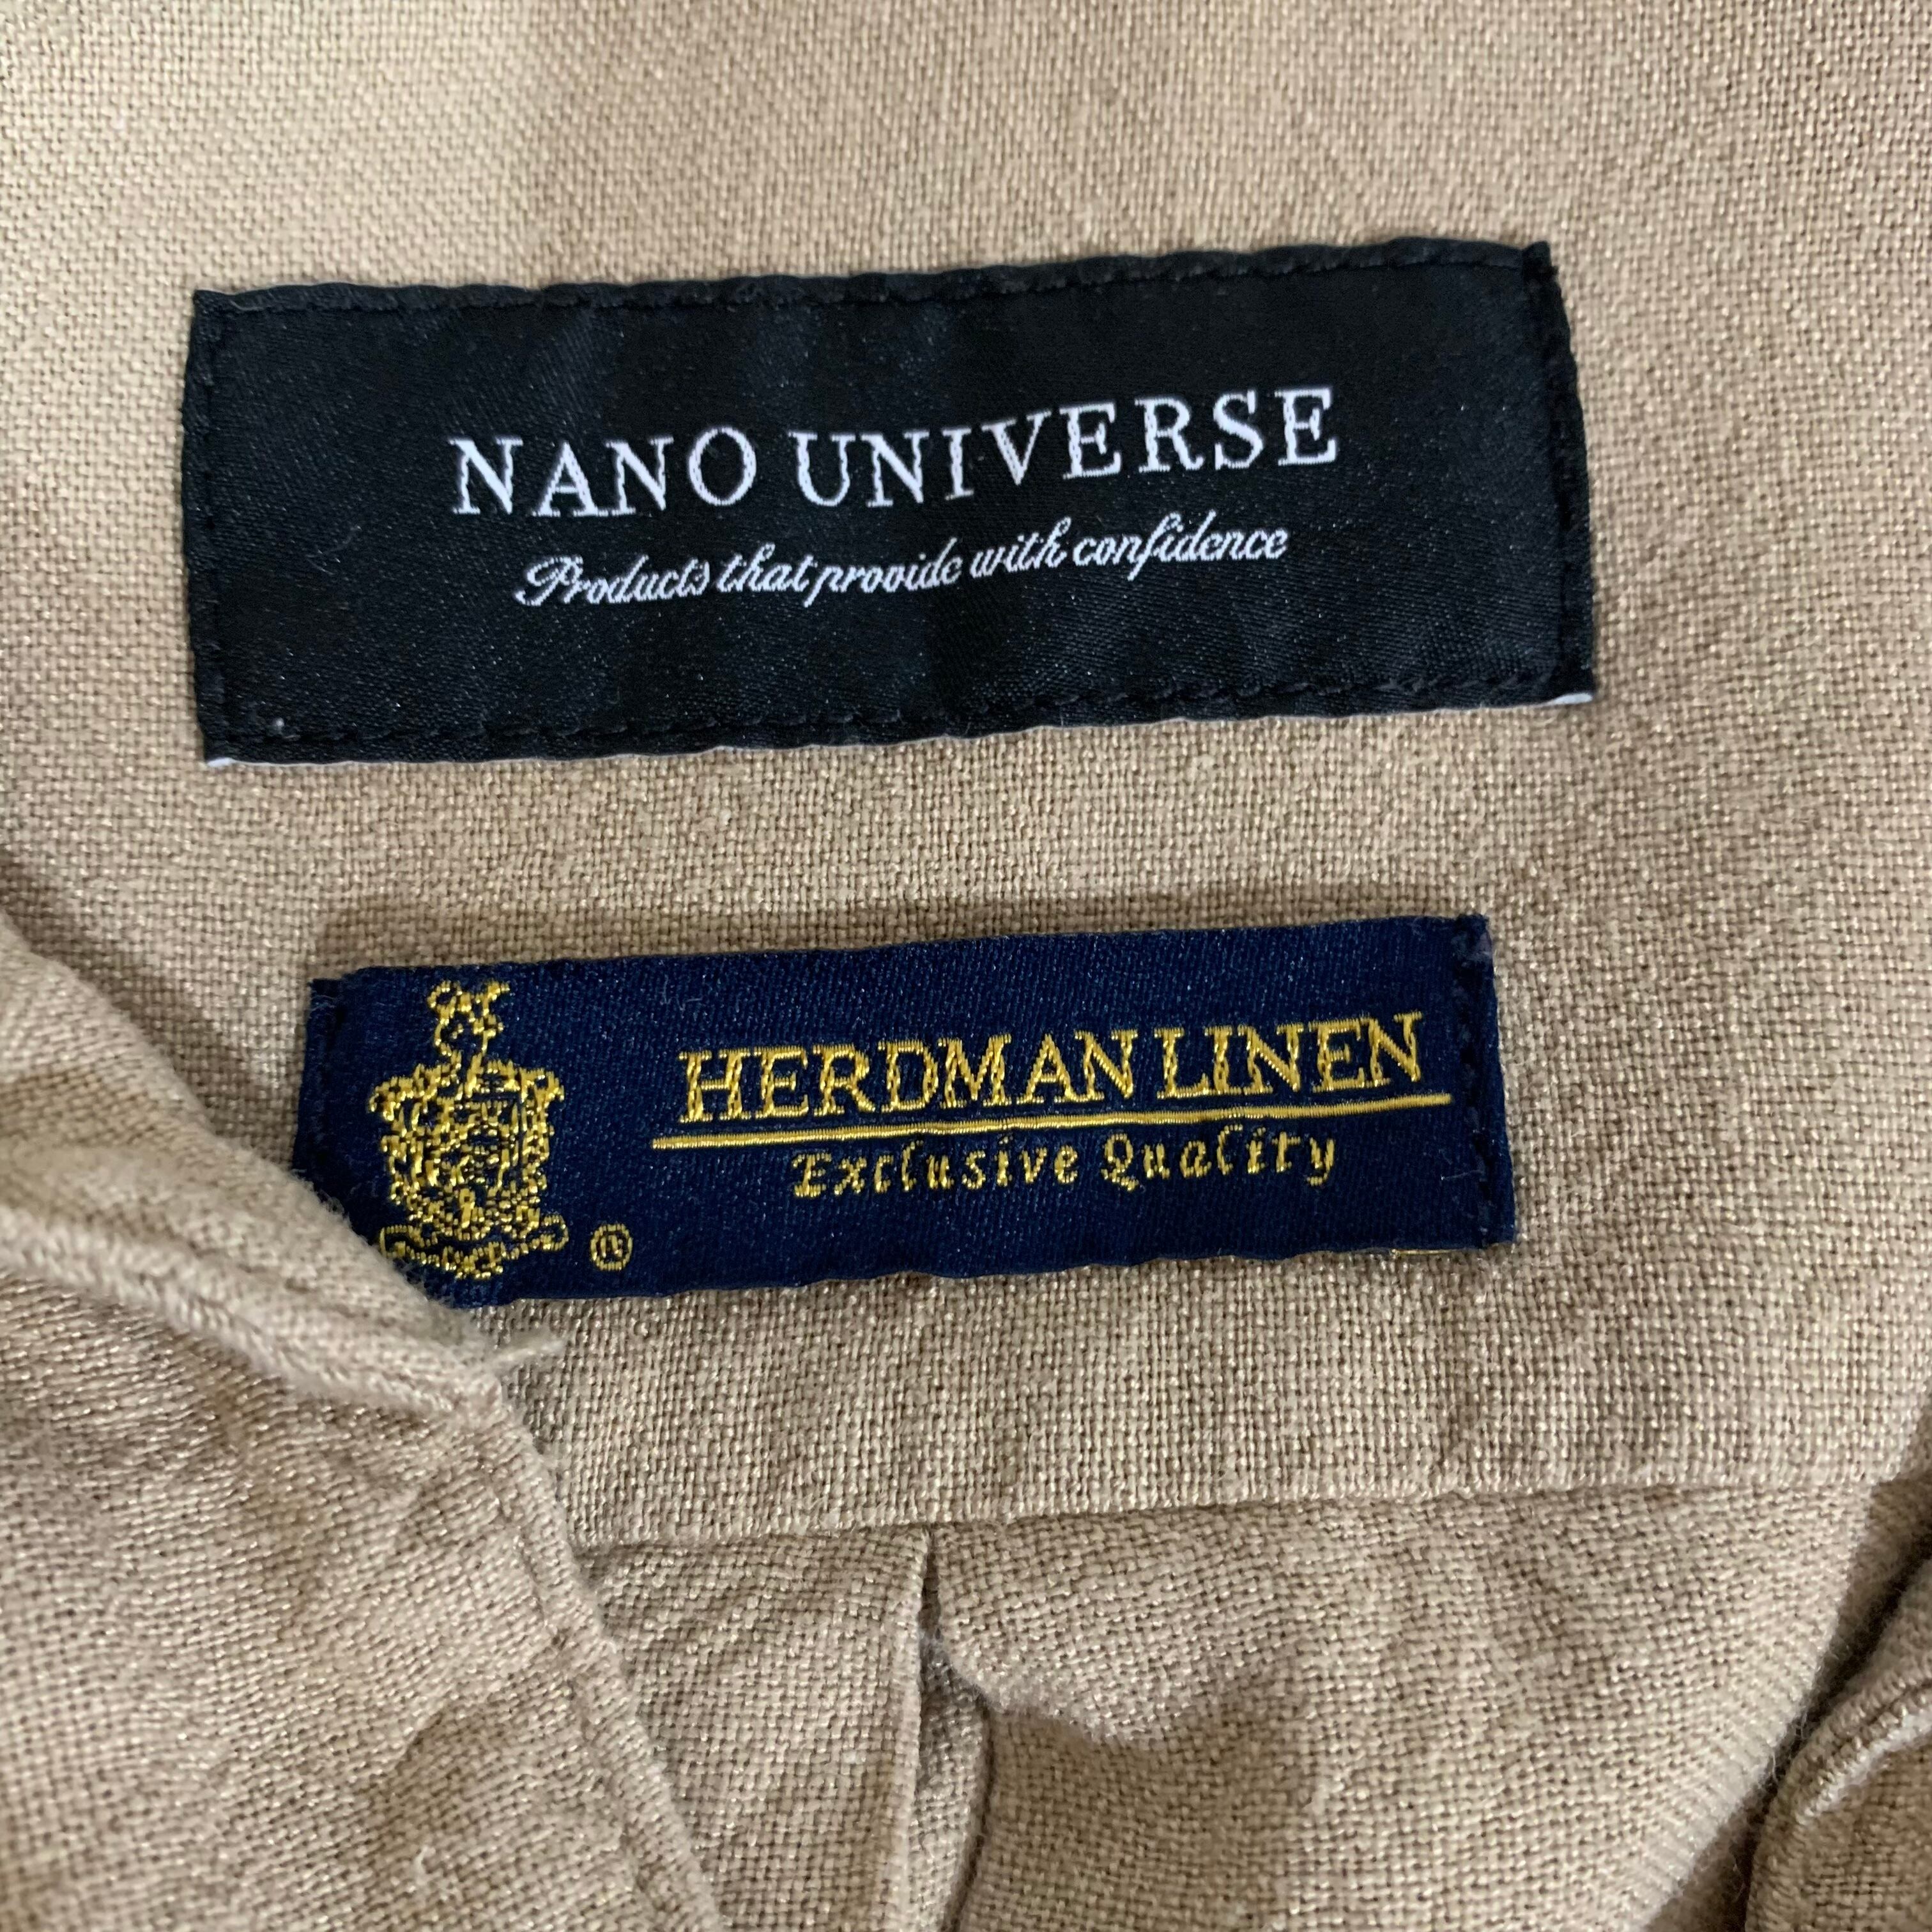 NANO UNIVERSE
Products that provide with confidence
HERDMAN LINEN
Exclusive Quality
®